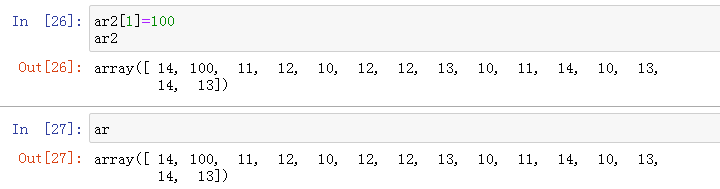 In [26]: ar2[1]=100
ar2
Out[26]: array([ 14, 100, 11, 12, 10, 12, 12, 13, 10, 11, 14, 10, 13,
14, 13])
In [27]: ar
Out[27]: array([ 14, 100, 11, 12, 10, 12, 12, 13, 10, 11, 14, 10, 13,
14, 13])